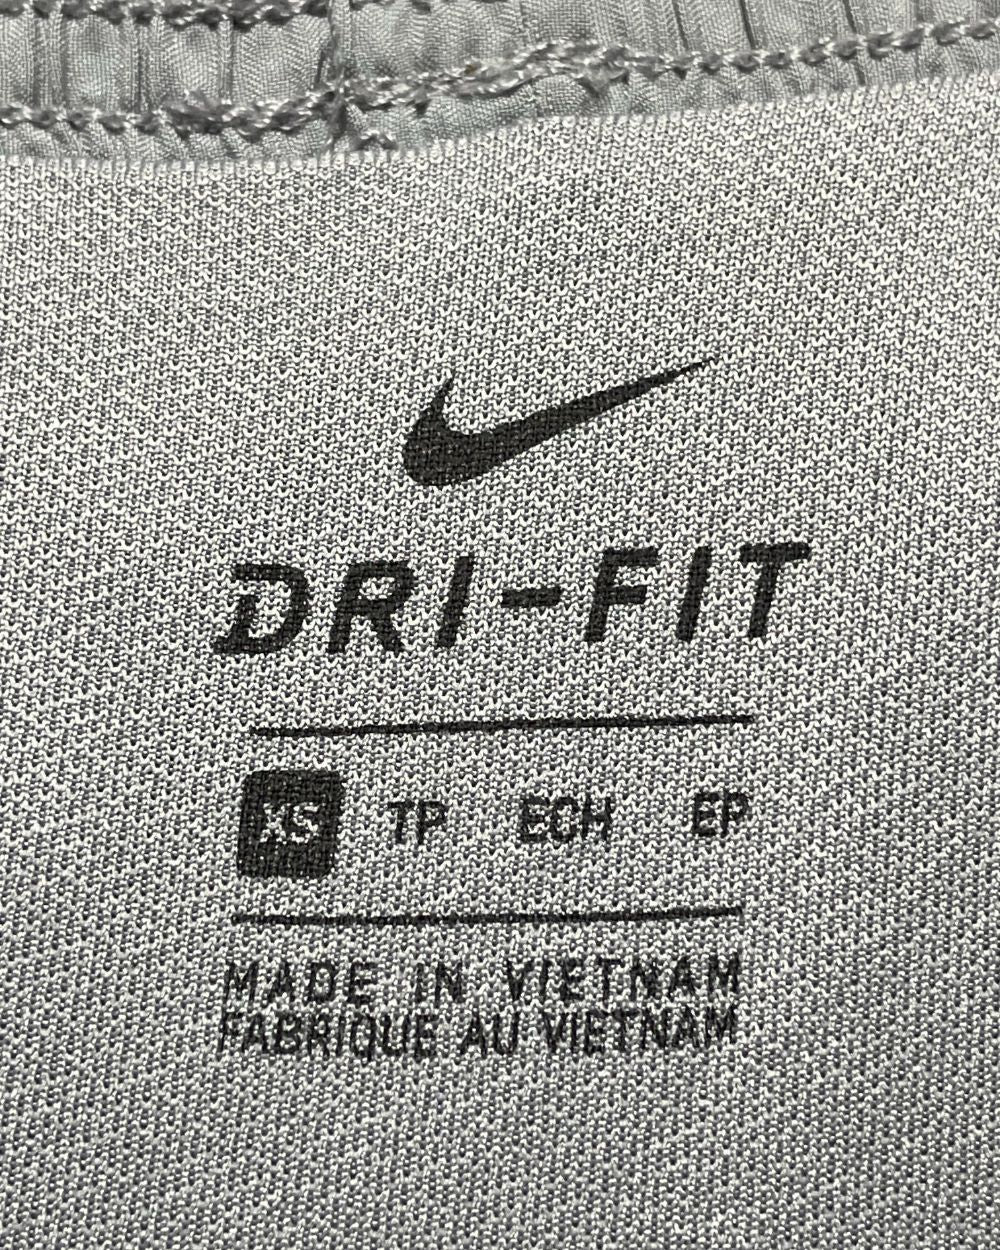 DRI-FIT
XS TP ECH EP
MADE IN VIETNAM
FABRIQUE AU VIETNAM